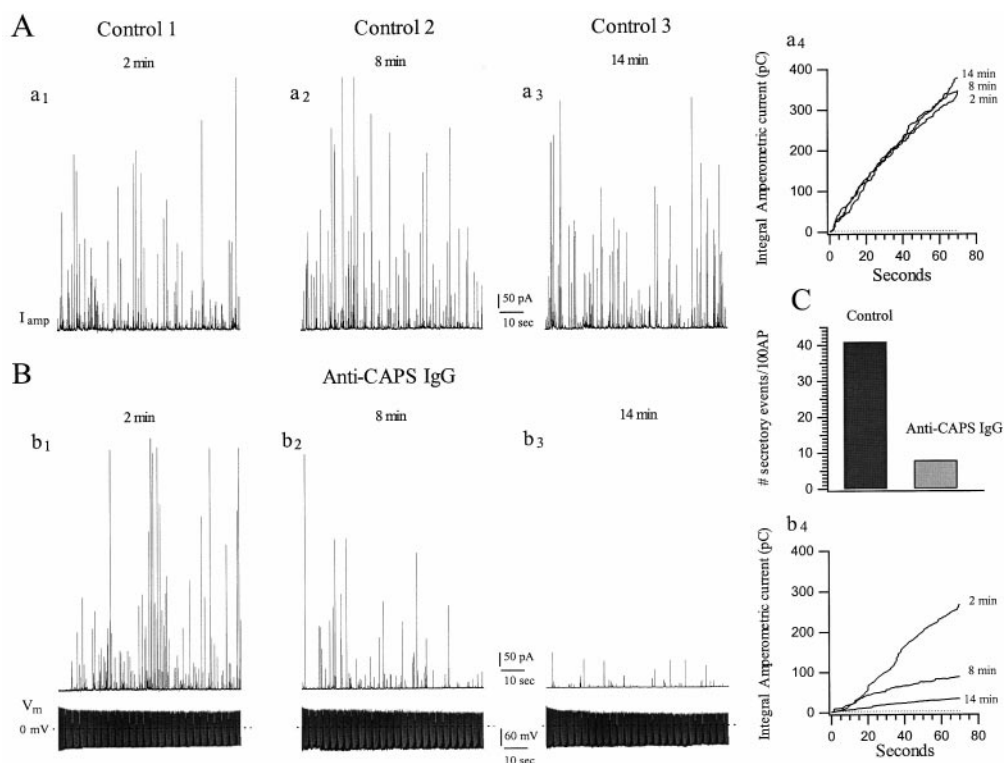 A
Control 1
Control 2
Control 3
2 min
8 min
14 min
a1
a2
a3
I amp
50 pA
10 sec
a4
Integral Amperometric current (pC)
400
300
200
100
0
14 min
8 min
2 min
0 20 40 60 80
Seconds
B
Anti-CAPS IgG
2 min
8 min
14 min
b1
b2
b3
50 pA
10 sec
Vm
0 mV
60 mV
10 sec
C
Control
# secretory events/100AP
40
30
20
10
0
Anti-CAPS IgG
b4
Integral Amperometric current (pC)
400
300
200
100
0
2 min
8 min
14 min
0 20 40 60 80
Seconds